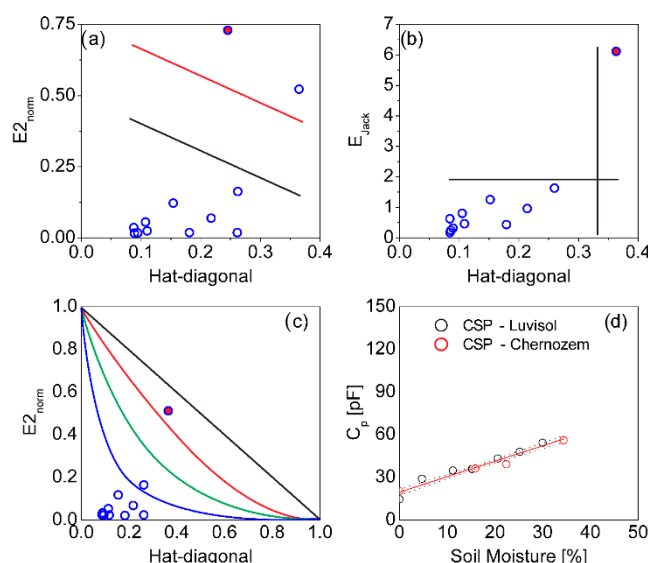 (a)
E2norm
0.75
0.50
0.25
0.00
0.0 0.1 0.2 0.3 0.4
Hat-diagonal
(b)
EJack
7
6
5
4
3
2
1
0
0.0 0.1 0.2 0.3 0.4
Hat-diagonal
(c)
E2norm
1.0
0.8
0.6
0.4
0.2
0.0
0.0 0.2 0.4 0.6 0.8 1.0
Hat-diagonal
(d)
CSP - Luvisol
CSP - Chernozem
Cp [pF]
150
120
90
60
30
0
0 10 20 30 40 50
Soil Moisture [%]